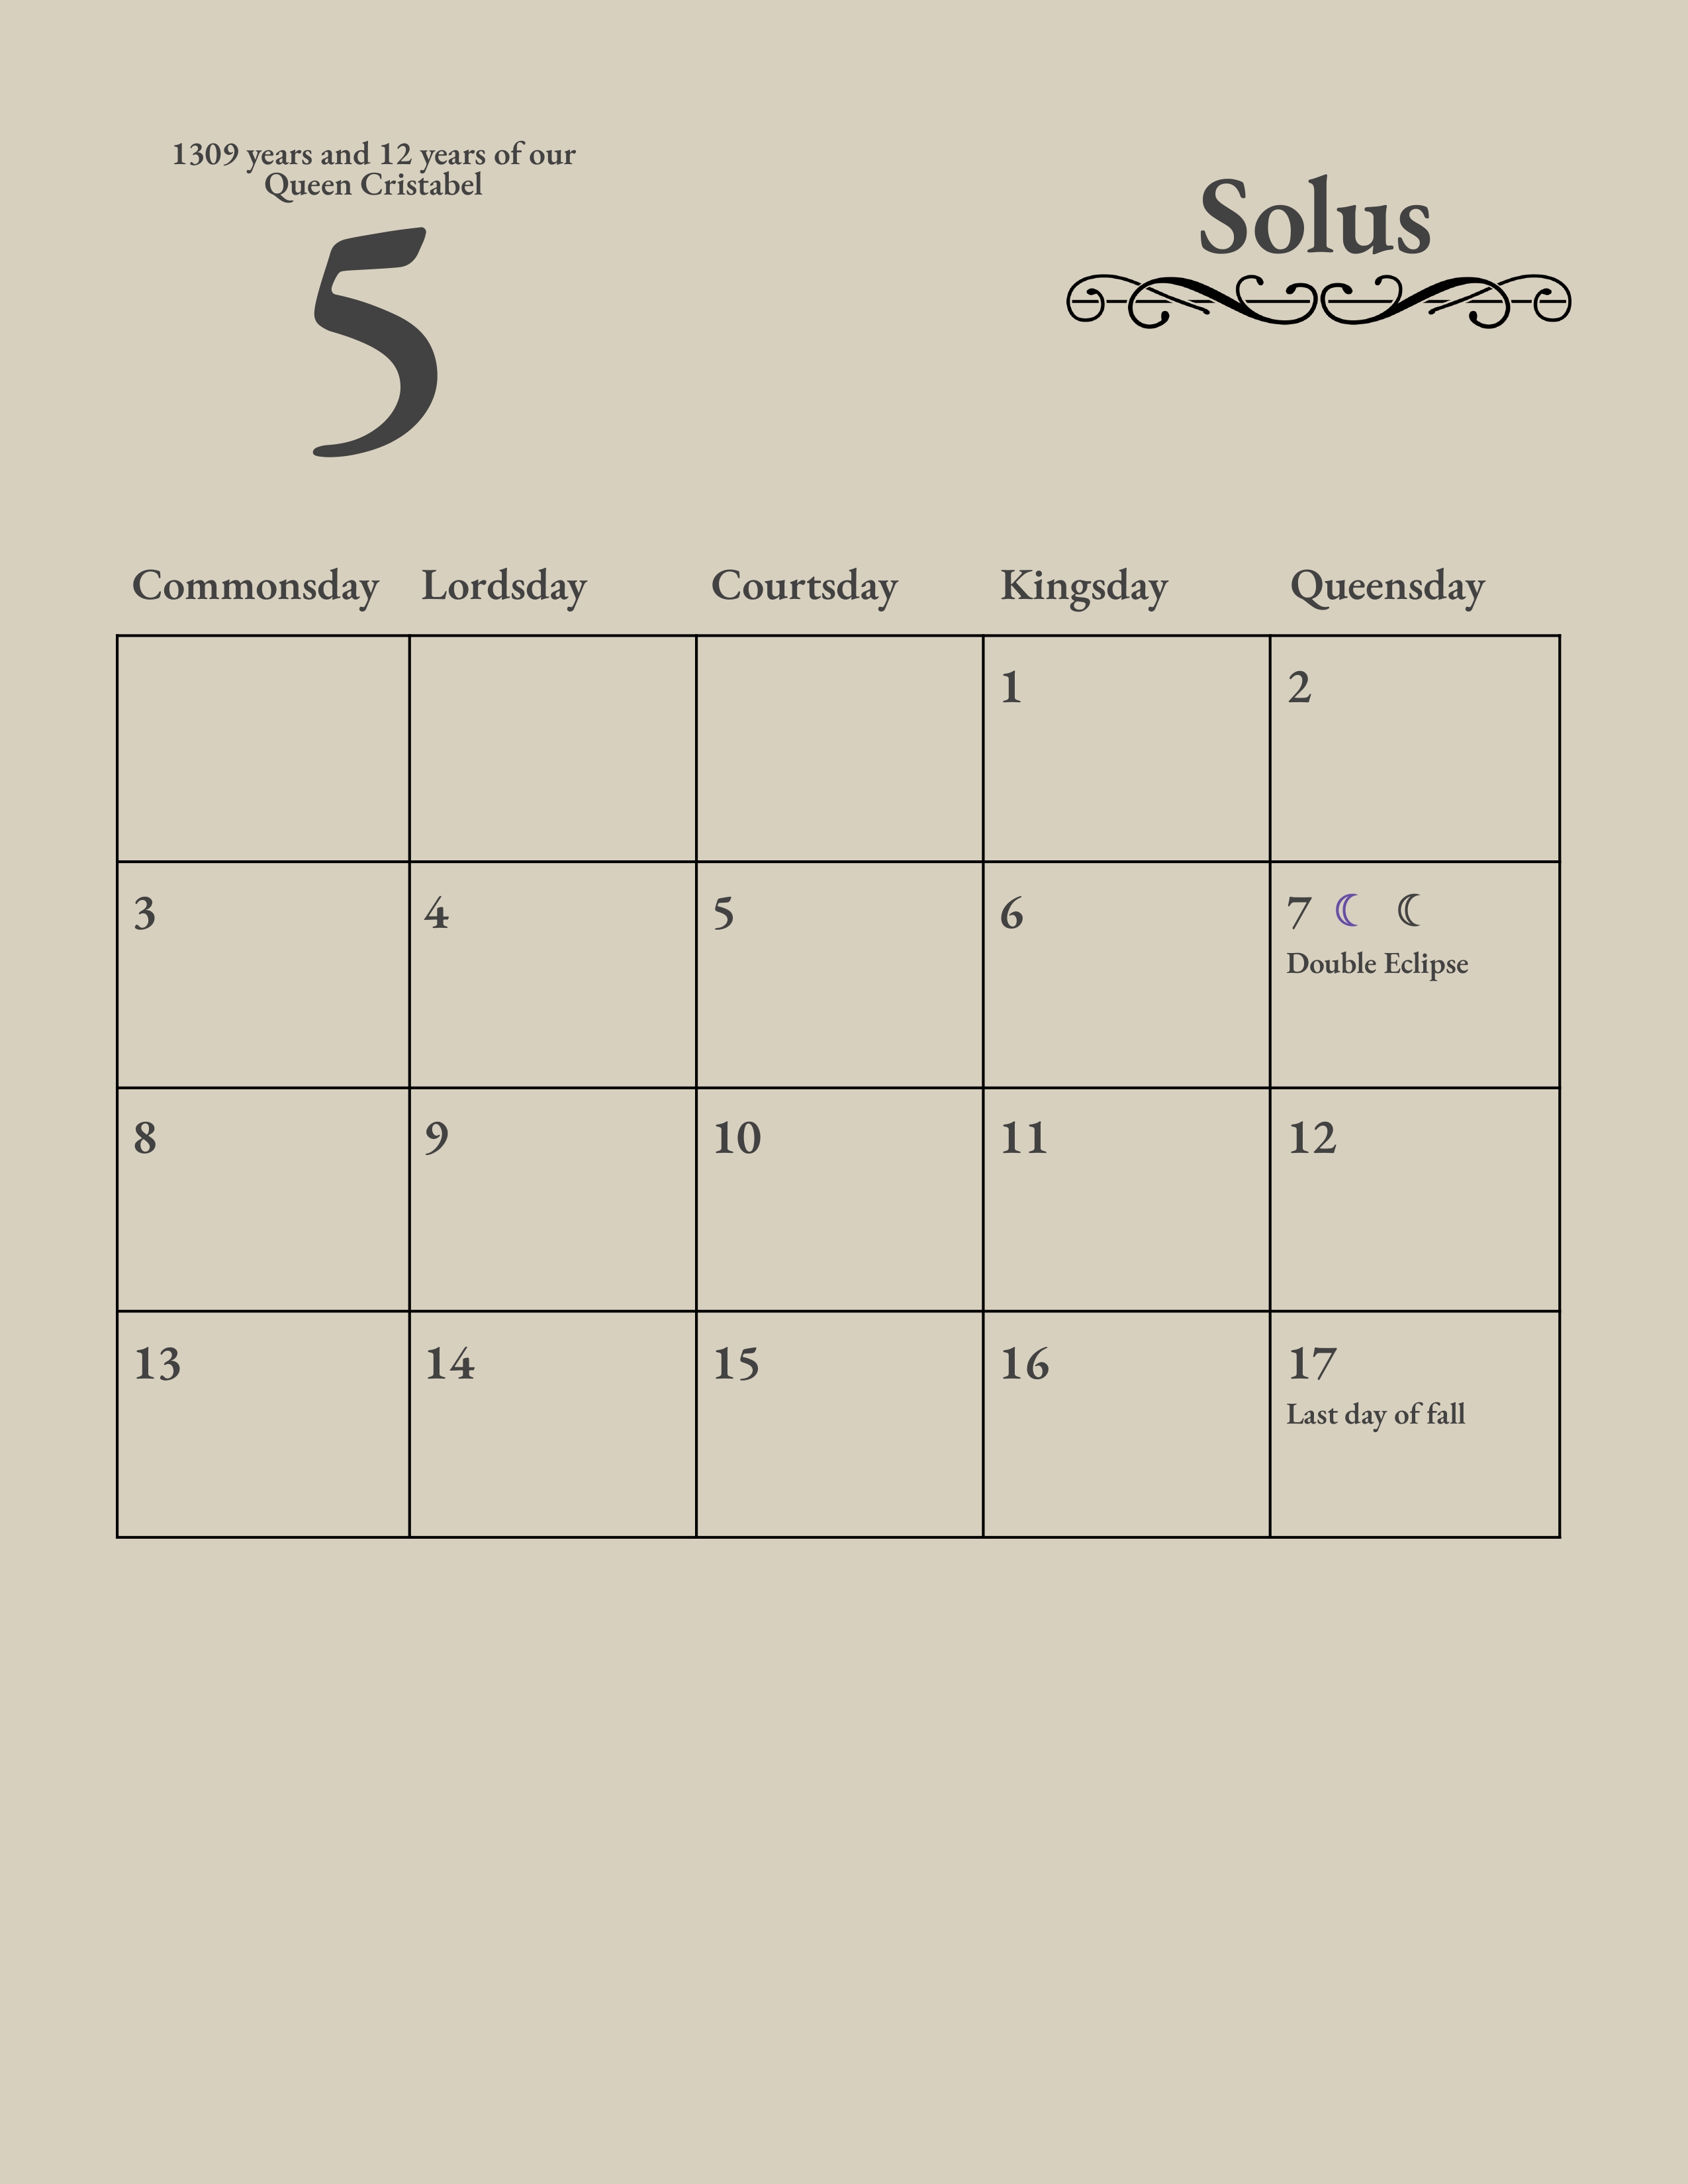 1309 years and 12 years of our
Queen Cristabel
5
Solus
Commonsday Lordsday Courtsday Kingsday Queensday
1 2
3 4 5 6 7 ☾ ☾
Double Eclipse
8 9 10 11 12
13 14 15 16 17
Last day of fall